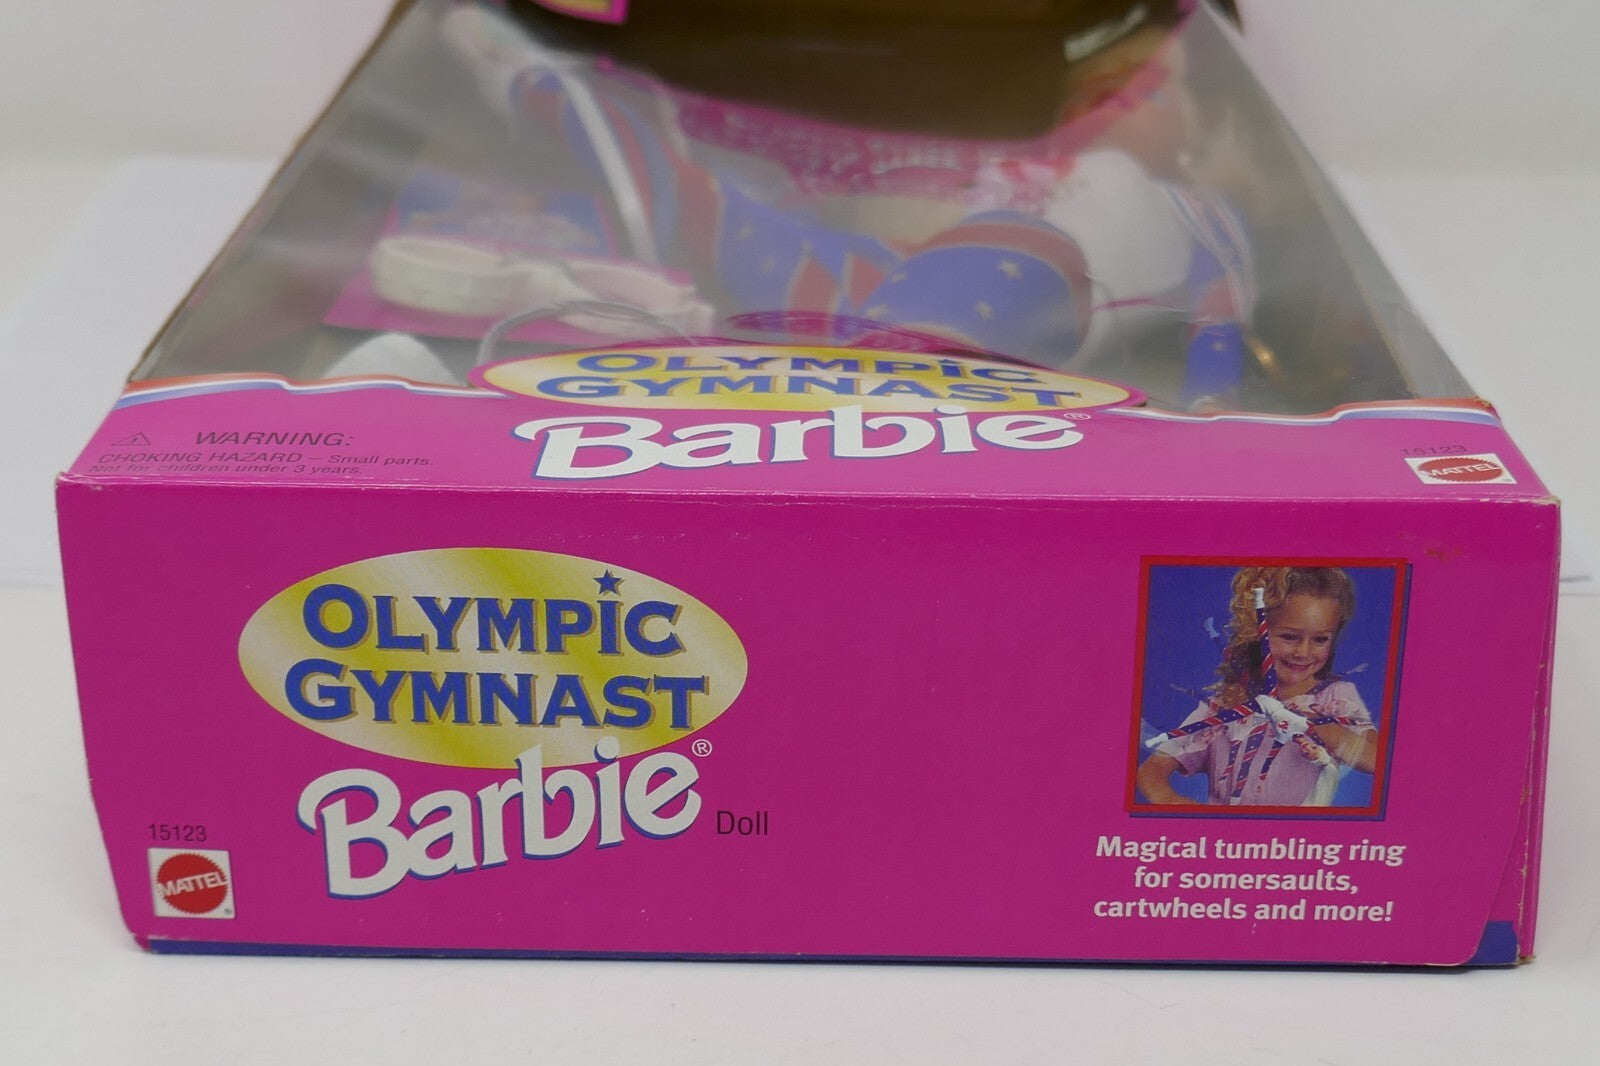 OLYMPIC
GYMNAST
Barbie®
WARNING:
CHOKING HAZARD – Small parts.
Not for children under 3 years.
15123
MATTEL
OLYMPIC
GYMNAST
Barbie®
Doll
15123
MATTEL®
Magical tumbling ring
for somersaults,
cartwheels and more!